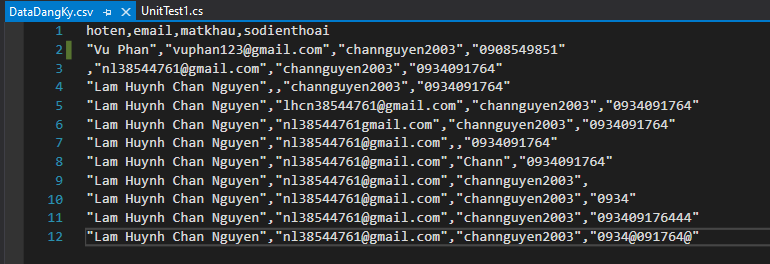 DataDangKy.csv UnitTest1.cs
1 hoten,email,matkhau,sodienthoai
2 "Vu Phan","vuphan123@gmail.com","channguyen2003","0908549851"
3 ,"nl38544761@gmail.com","channguyen2003","0934091764"
4 "Lam Huynh Chan Nguyen",,"channguyen2003","0934091764"
5 "Lam Huynh Chan Nguyen","lhcn38544761@gmail.com","channguyen2003","0934091764"
6 "Lam Huynh Chan Nguyen","nl38544761gmail.com","channguyen2003","0934091764"
7 "Lam Huynh Chan Nguyen","nl38544761@gmail.com",,"0934091764"
8 "Lam Huynh Chan Nguyen","nl38544761@gmail.com","Chann","0934091764"
9 "Lam Huynh Chan Nguyen","nl38544761@gmail.com","channguyen2003",
10 "Lam Huynh Chan Nguyen","nl38544761@gmail.com","channguyen2003","0934"
11 "Lam Huynh Chan Nguyen","nl38544761@gmail.com","channguyen2003","093409176444"
12 "Lam Huynh Chan Nguyen","nl38544761@gmail.com","channguyen2003","0934@091764@"